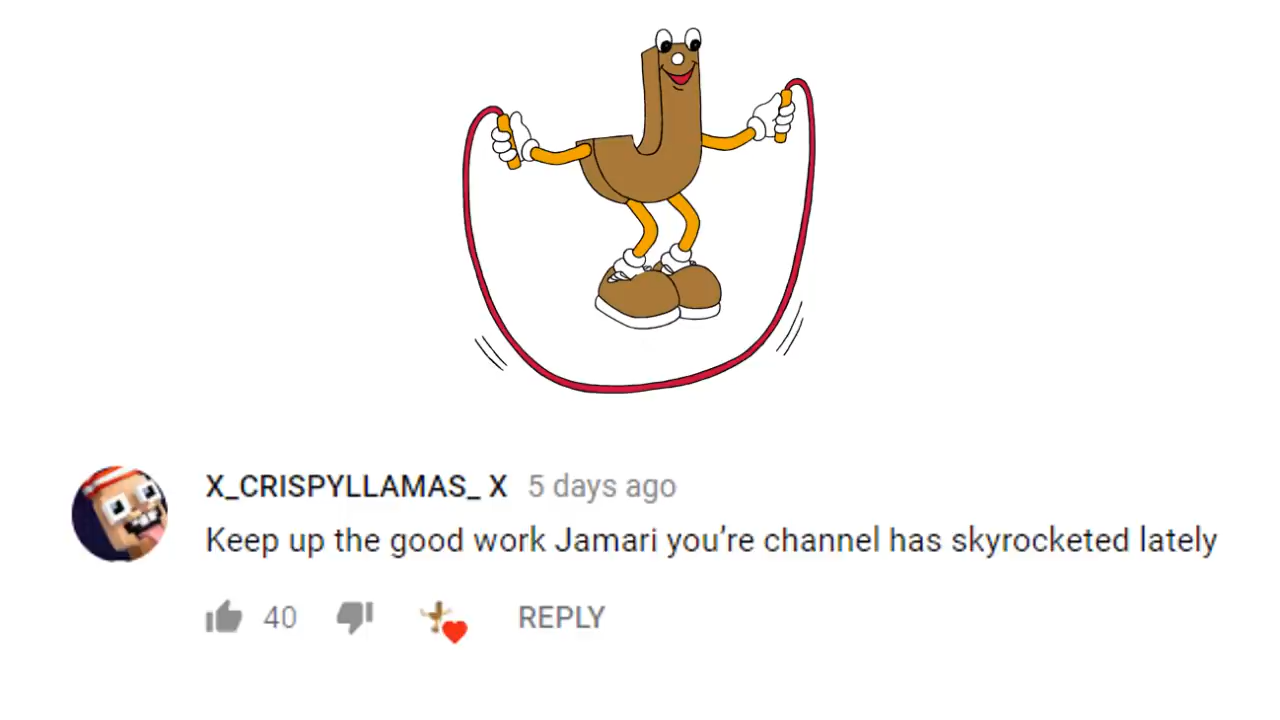 X_CRISPYLLAMAS_ X 5 days ago
Keep up the good work Jamari you’re channel has skyrocketed lately
40 REPLY